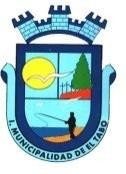 I. MUNICIPALIDAD DE EL TABO